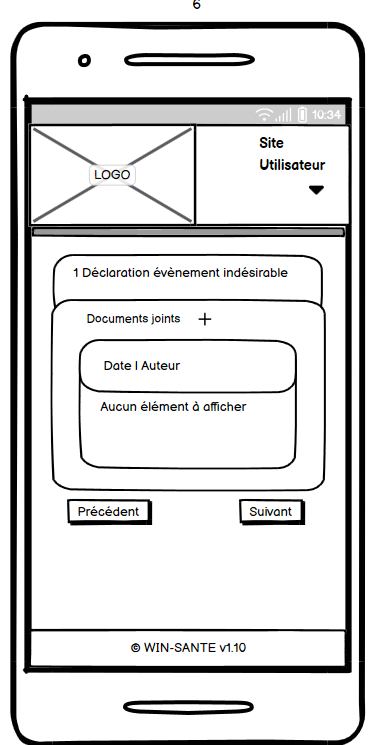 6
10:34
LOGO
Site
Utilisateur
1 Déclaration évènement indésirable
Documents joints +
Date | Auteur
Aucun élément à afficher
Précédent
Suivant
© WIN-SANTE v1.10